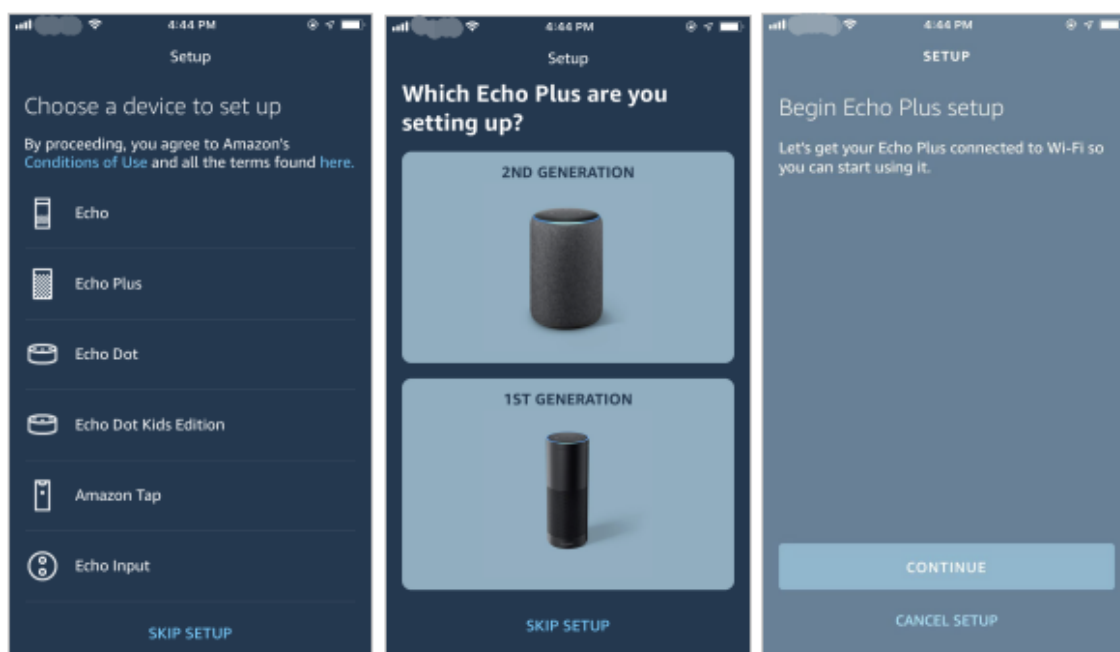 4:44 PM
Setup
Choose a device to set up
By proceeding, you agree to Amazon's
Conditions of Use and all the terms found here.
Echo
Echo Plus
Echo Dot
Echo Dot Kids Edition
Amazon Tap
Echo Input
SKIP SETUP
4:44 PM
Setup
Which Echo Plus are you
setting up?
2ND GENERATION
1ST GENERATION
SKIP SETUP
4:44 PM
SETUP
Begin Echo Plus setup
Let's get your Echo Plus connected to Wi-Fi so
you can start using it.
CONTINUE
CANCEL SETUP